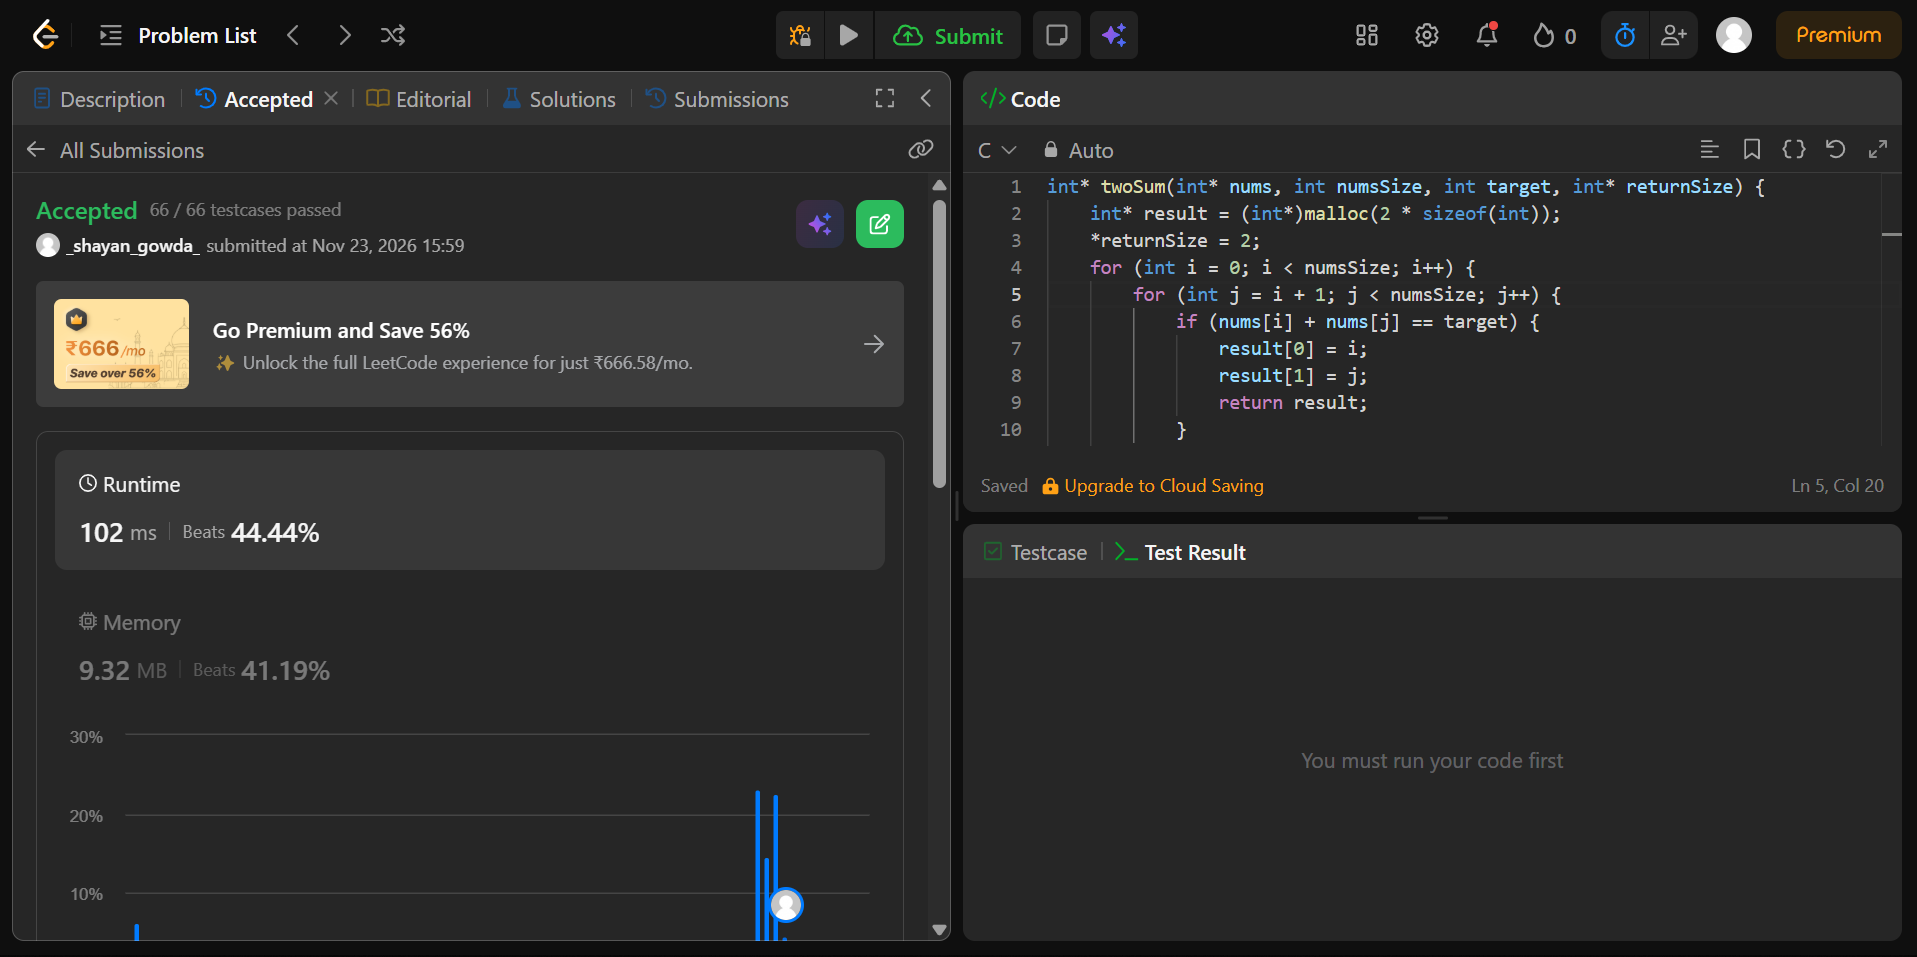 Problem List
Submit
0
Premium
Description
Accepted
Editorial
Solutions
Submissions
All Submissions
Accepted 66 / 66 testcases passed
_shayan_gowda_ submitted at Nov 23, 2026 15:59
₹666/mo
Save over 56%
Go Premium and Save 56%
✨ Unlock the full LeetCode experience for just ₹666.58/mo.
Runtime
102 ms Beats 44.44%
Memory
9.32 MB Beats 41.19%
30%
20%
10%
</> Code
C Auto
1 int* twoSum(int* nums, int numsSize, int target, int* returnSize) {
2 int* result = (int*)malloc(2 * sizeof(int));
3 *returnSize = 2;
4 for (int i = 0; i < numsSize; i++) {
5 for (int j = i + 1; j < numsSize; j++) {
6 if (nums[i] + nums[j] == target) {
7 result[0] = i;
8 result[1] = j;
9 return result;
10 }
Saved Upgrade to Cloud Saving Ln 5, Col 20
Testcase
Test Result
You must run your code first